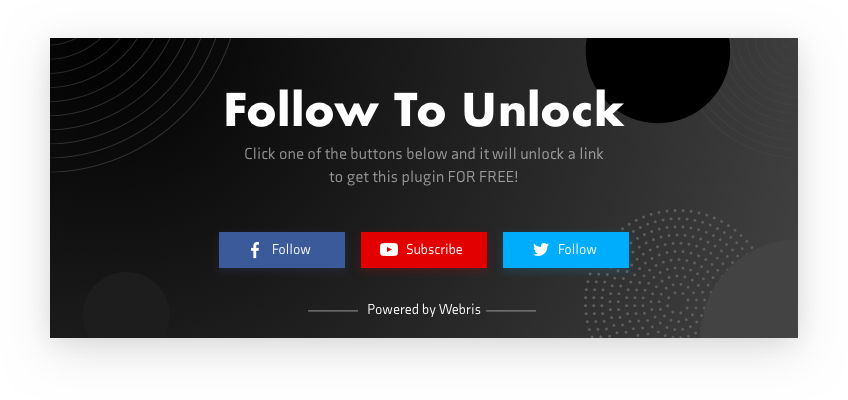 Follow To Unlock
Click one of the buttons below and it will unlock a link
to get this plugin FOR FREE!
Follow
Subscribe
Follow
Powered by Webris